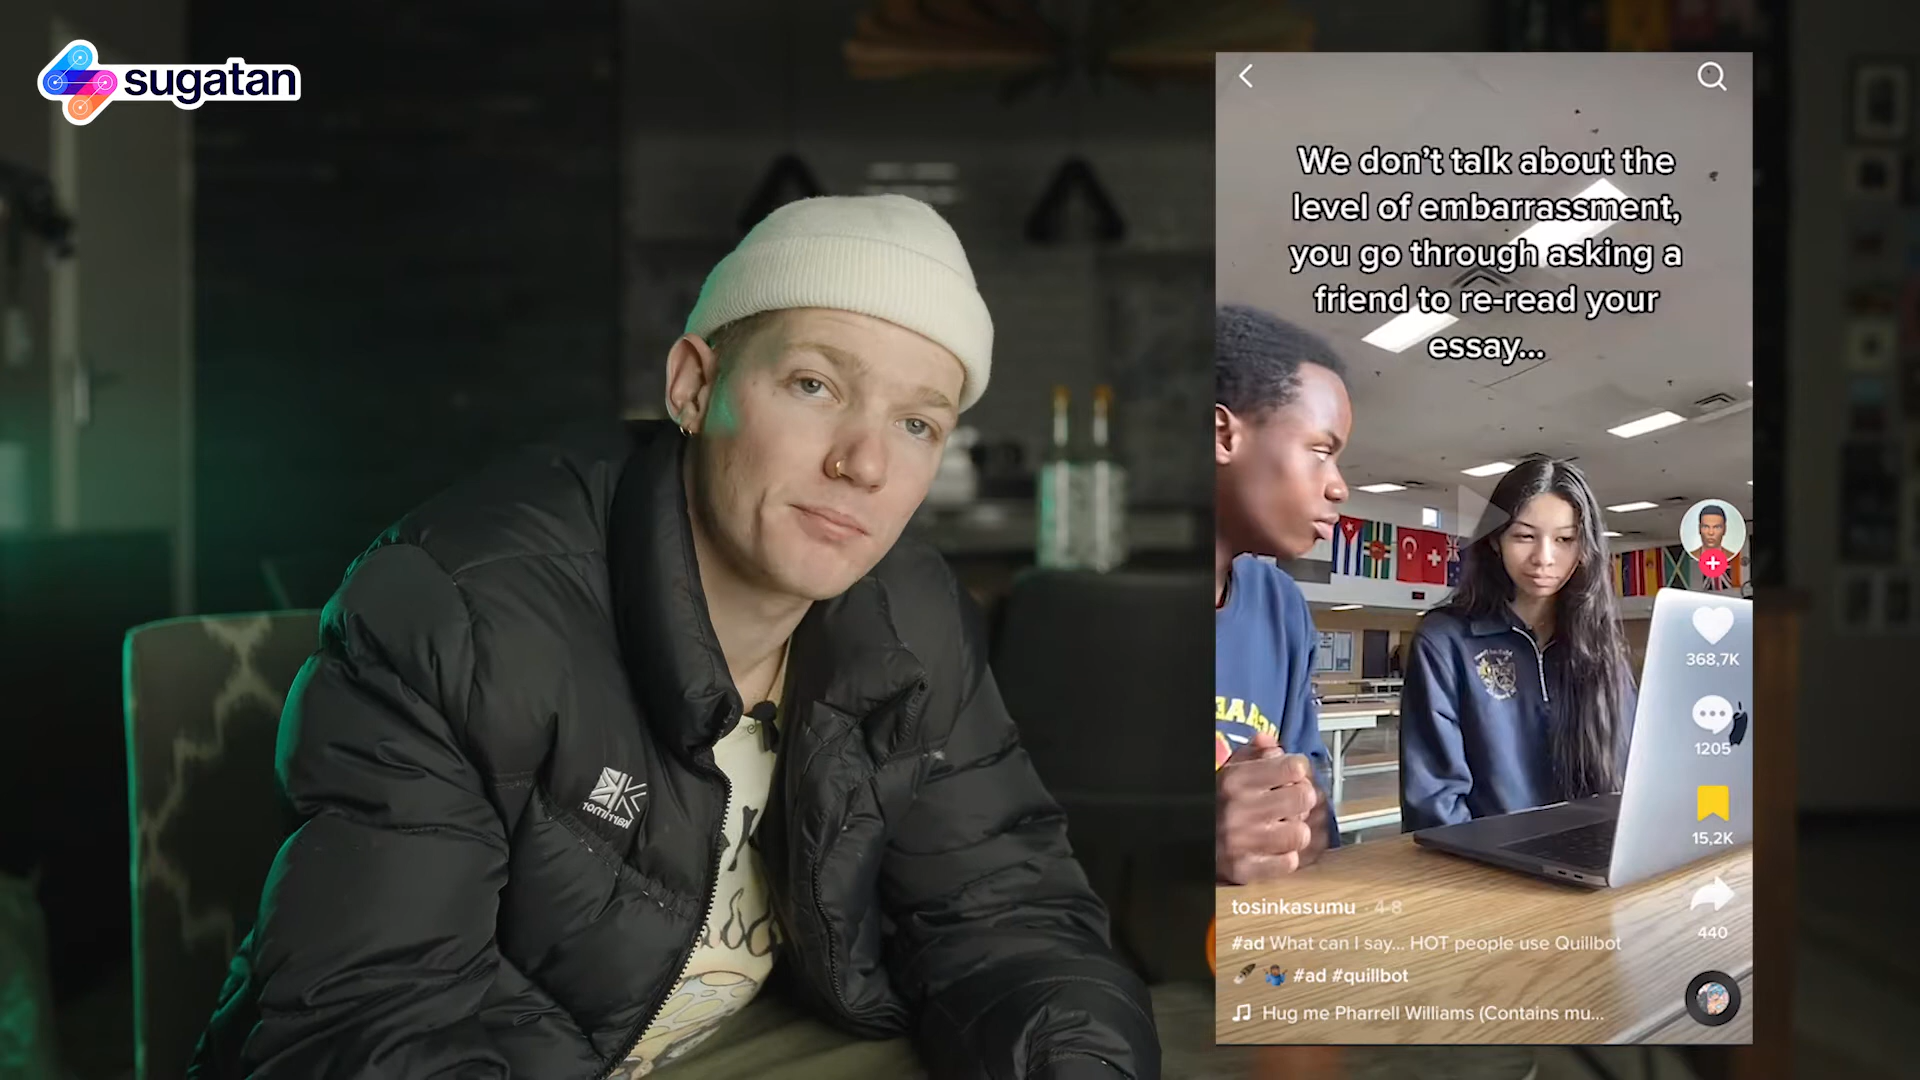 sugatan
We don't talk about the
level of embarrassment,
you go through asking a
friend to re-read your
essay...
368,7K
1205
15,2K
440
tosinkasumu · 4-8
#ad What can I say... HOT people use Quillbot
#ad #quillbot
Hug me Pharrell Williams (Contains mu...
karrimor